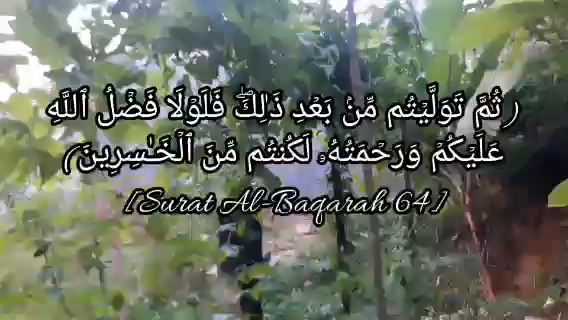 (ثُمَّ تَوَلَّيۡتُم مِّنۢ بَعۡدِ ذَٰلِكَۖ فَلَوۡلَا فَضۡلُ ٱللَّهِ
عَلَيۡكُمۡ وَرَحۡمَتُهُۥ لَكُنتُم مِّنَ ٱلۡخَٰسِرِينَ)
[Surat Al-Baqarah 64]